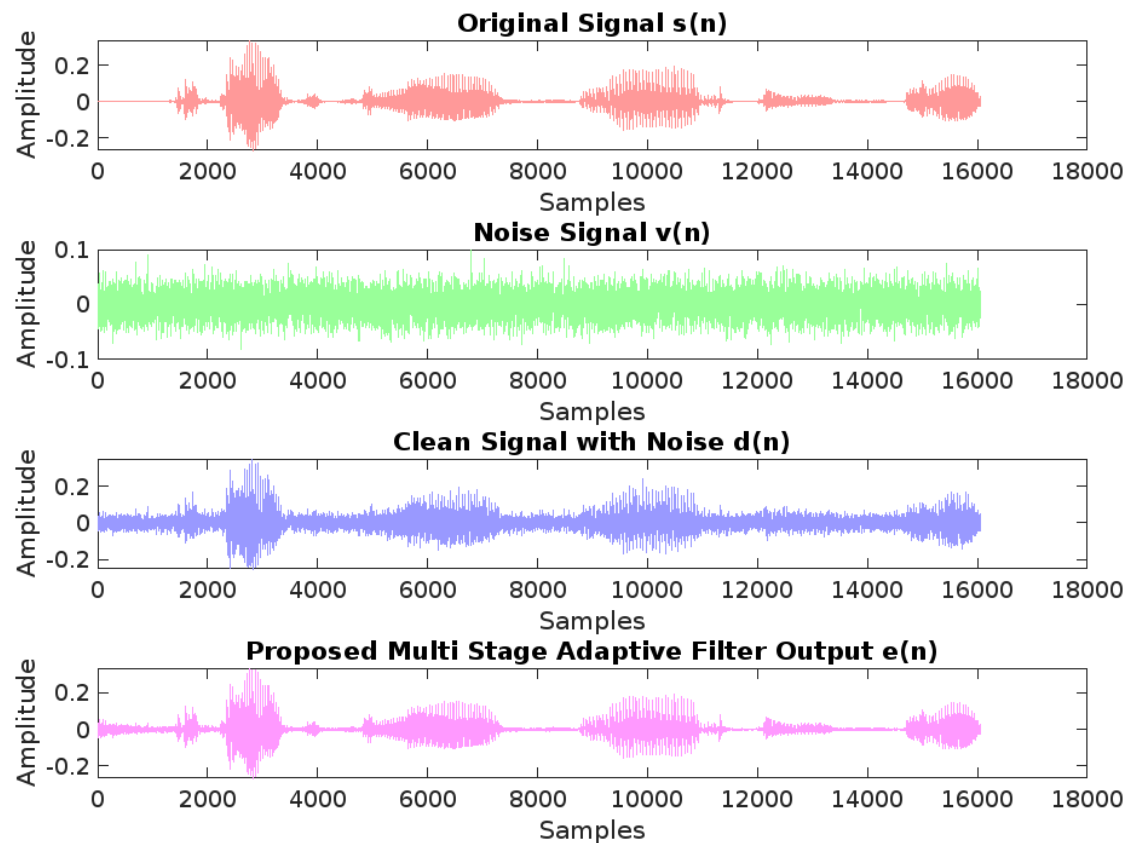 Original Signal s(n)
Amplitude
0.2
0
-0.2
0 2000 4000 6000 8000 10000 12000 14000 16000 18000
Samples
Noise Signal v(n)
Amplitude
0.1
0
-0.1
0 2000 4000 6000 8000 10000 12000 14000 16000 18000
Samples
Clean Signal with Noise d(n)
Amplitude
0.2
0
-0.2
0 2000 4000 6000 8000 10000 12000 14000 16000 18000
Samples
Proposed Multi Stage Adaptive Filter Output e(n)
Amplitude
0.2
0
-0.2
0 2000 4000 6000 8000 10000 12000 14000 16000 18000
Samples